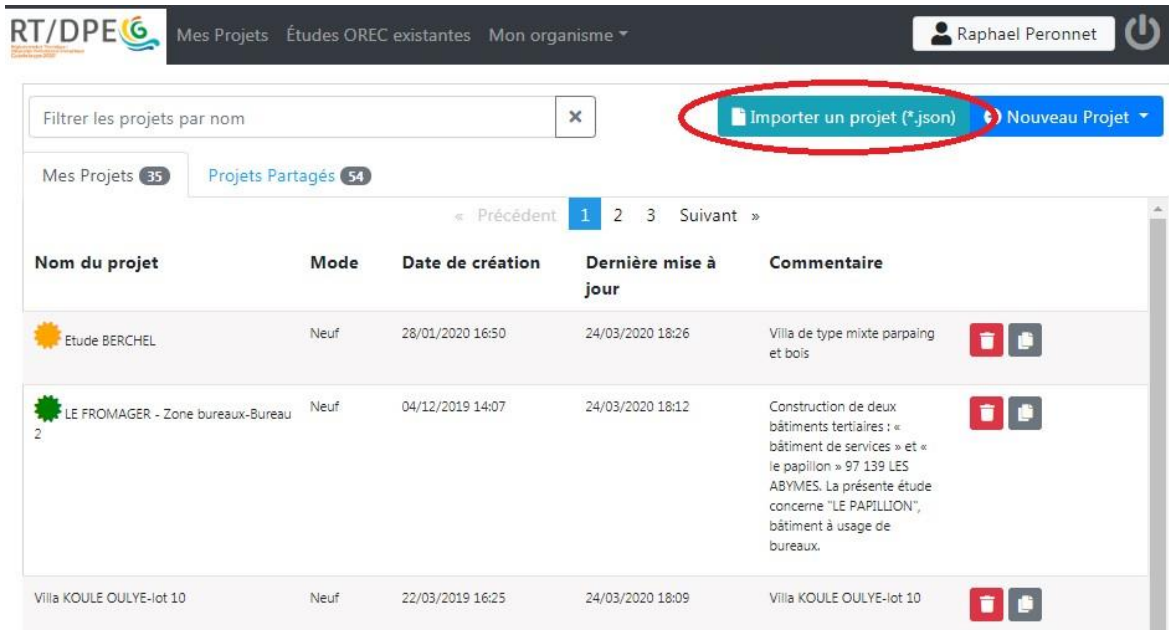 RT/DPE
Mes Projets Études OREC existantes Mon organisme
Raphael Peronnet
Filtrer les projets par nom
Importer un projet (*.json)
Nouveau Projet
Mes Projets 35
Projets Partagés 54
« Précédent 1 2 3 Suivant »
Nom du projet Mode Date de création Dernière mise à
jour
Commentaire
Etude BERCHEL Neuf 28/01/2020 16:50 24/03/2020 18:26 Villa de type mixte parpaing
et bois
LE FROMAGER - Zone bureaux-Bureau
2
Neuf 04/12/2019 14:07 24/03/2020 18:12 Construction de deux
bâtiments tertiaires : «
bâtiment de services » et «
le papillon » 97 139 LES
ABYMES. La présente étude
concerne "LE PAPILLION",
bâtiment à usage de
bureaux.
Villa KOULE OULYE-lot 10 Neuf 22/03/2019 16:25 24/03/2020 18:09 Villa KOULE OULYE-lot 10